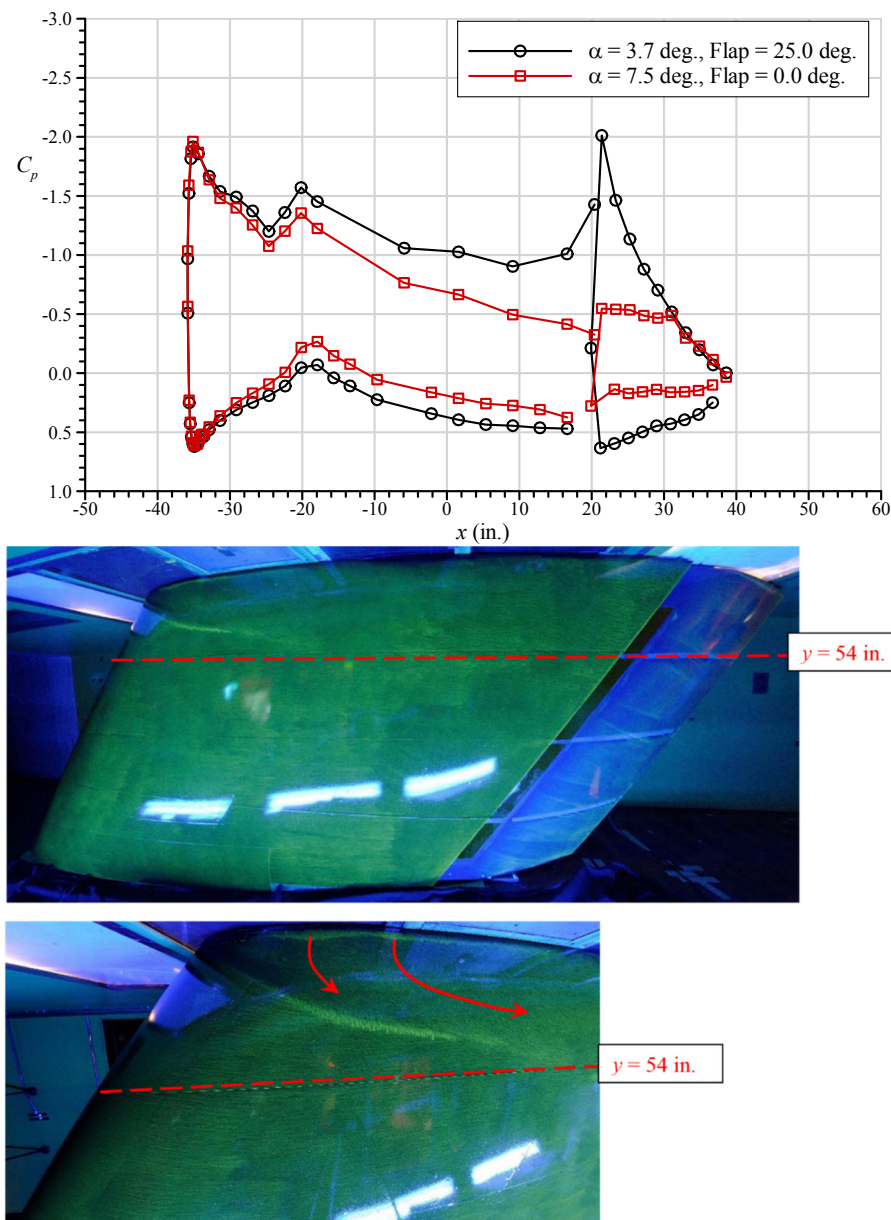 -3.0
α = 3.7 deg., Flap = 25.0 deg.
α = 7.5 deg., Flap = 0.0 deg.
-2.5
-2.0
Cp
-1.5
-1.0
-0.5
0.0
0.5
1.0
-50 -40 -30 -20 -10 0 10 20 30 40 50 60
x (in.)
y = 54 in.
y = 54 in.